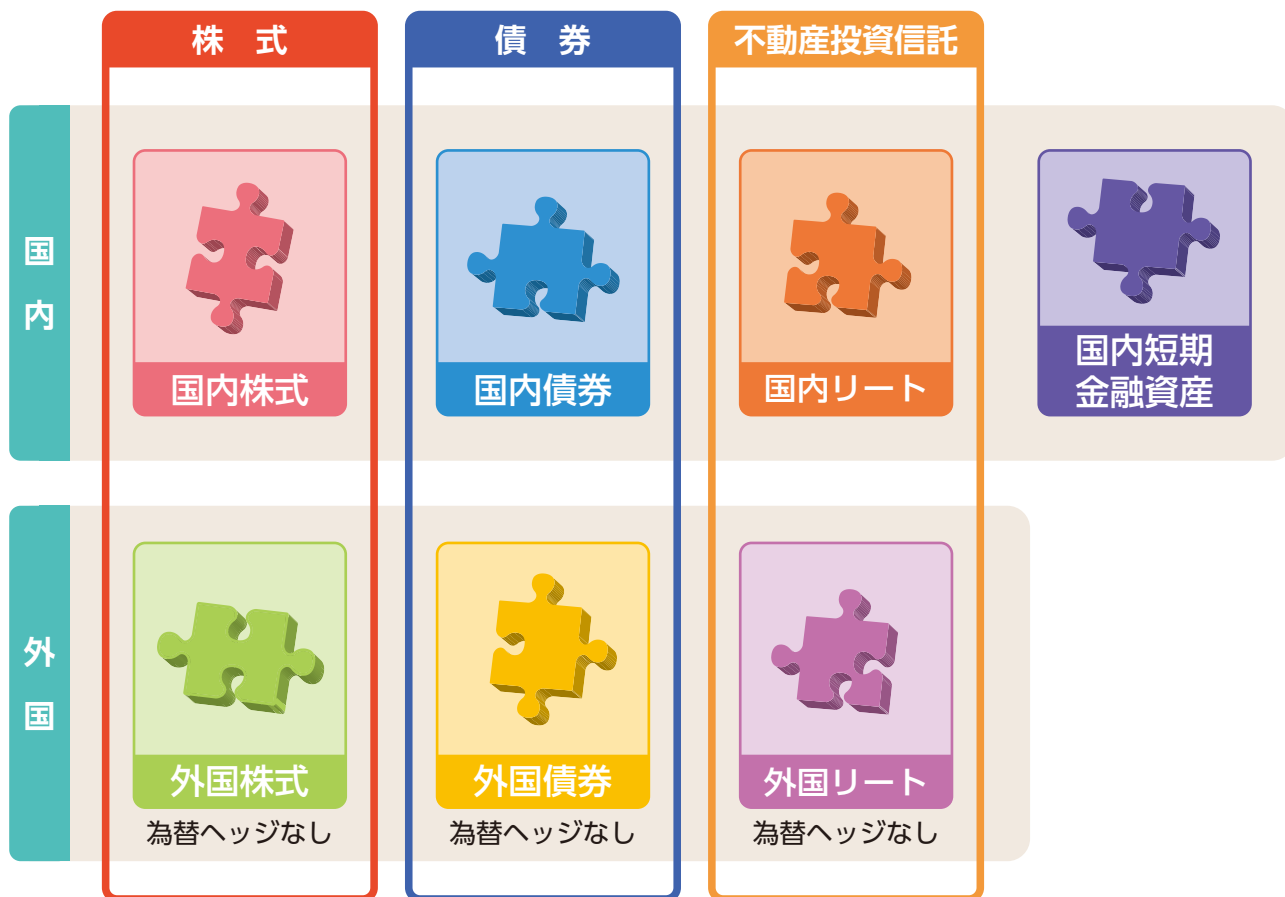 株　式
債　券
不動産投資信託
国内
国内株式
国内債券
国内リート
国内短期
金融資産
外国
外国株式
外国債券
外国リート
為替ヘッジなし
為替ヘッジなし
為替ヘッジなし